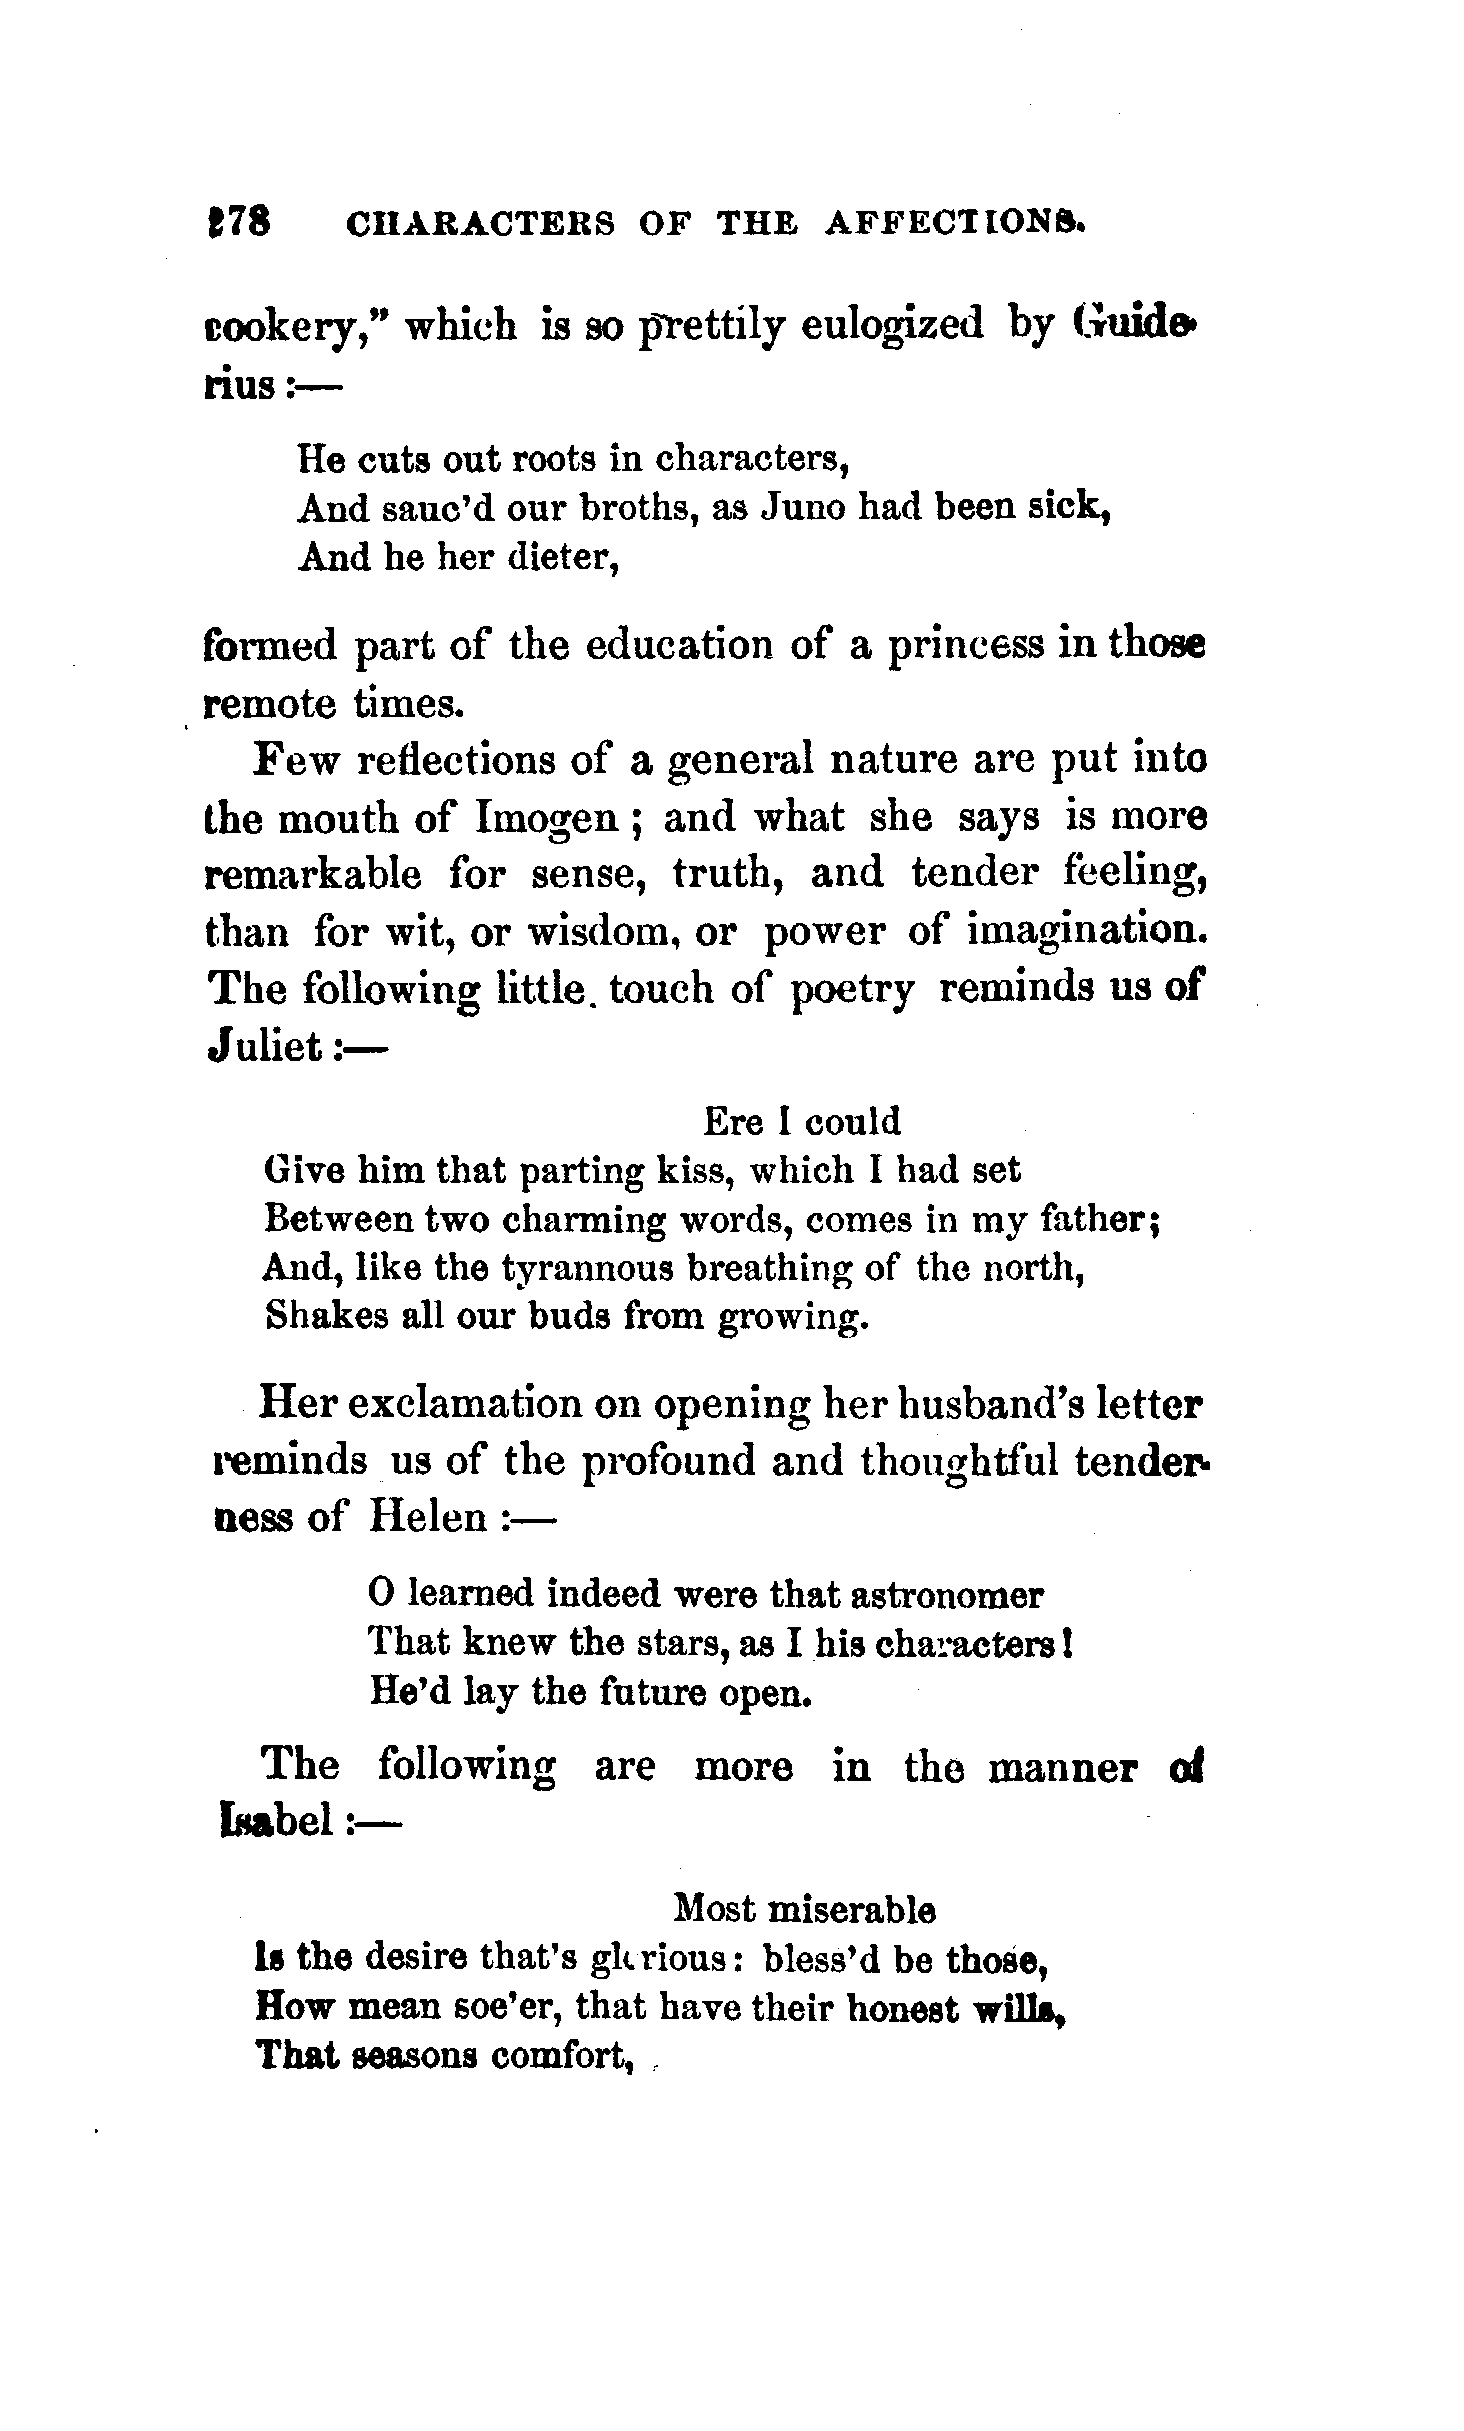 278 CHARACTERS OF THE AFFECTIONS.
cookery,” which is so prettily eulogized by Guide-
rius :—
He cuts out roots in characters,
And sauc’d our broths, as Juno had been sick,
And he her dieter,
formed part of the education of a princess in those
remote times.
Few reflections of a general nature are put into
the mouth of Imogen ; and what she says is more
remarkable for sense, truth, and tender feeling,
than for wit, or wisdom, or power of imagination.
The following little. touch of poetry reminds us of
Juliet :—
Ere I could
Give him that parting kiss, which I had set
Between two charming words, comes in my father;
And, like the tyrannous breathing of the north,
Shakes all our buds from growing.
Her exclamation on opening her husband’s letter
reminds us of the profound and thoughtful tender-
ness of Helen :—
O learned indeed were that astronomer
That knew the stars, as I his characters!
He’d lay the future open.
The following are more in the manner of
Isabel :—
Most miserable
Is the desire that’s glorious: bless’d be those,
How mean soe’er, that have their honest wills,
That seasons comfort,